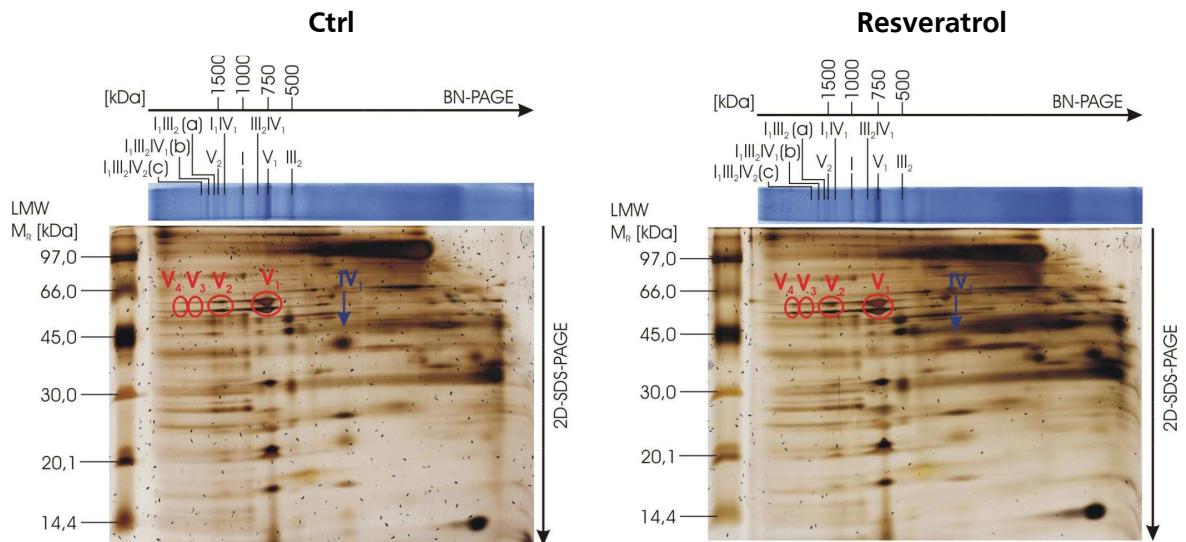 Ctrl
1500
1000
750
500
[kDa]
BN-PAGE
I₁III₂(a)
I₁IV₁
III₂IV₁
I₁III₂IV₁(b)
I₁III₂IV₂(c)
V₂
I
V₁
III₂
LMW
Mᵣ [kDa]
97,0
66,0
45,0
30,0
20,1
14,4
V₄
V₃
V₂
V₁
IV₁
2D-SDS-PAGE
Resveratrol
1500
1000
750
500
[kDa]
BN-PAGE
I₁III₂(a)
I₁IV₁
III₂IV₁
I₁III₂IV₁(b)
I₁III₂IV₂(c)
V₂
I
V₁
III₂
LMW
Mᵣ [kDa]
97,0
66,0
45,0
30,0
20,1
14,4
V₄
V₃
V₂
V₁
IV₁
2D-SDS-PAGE